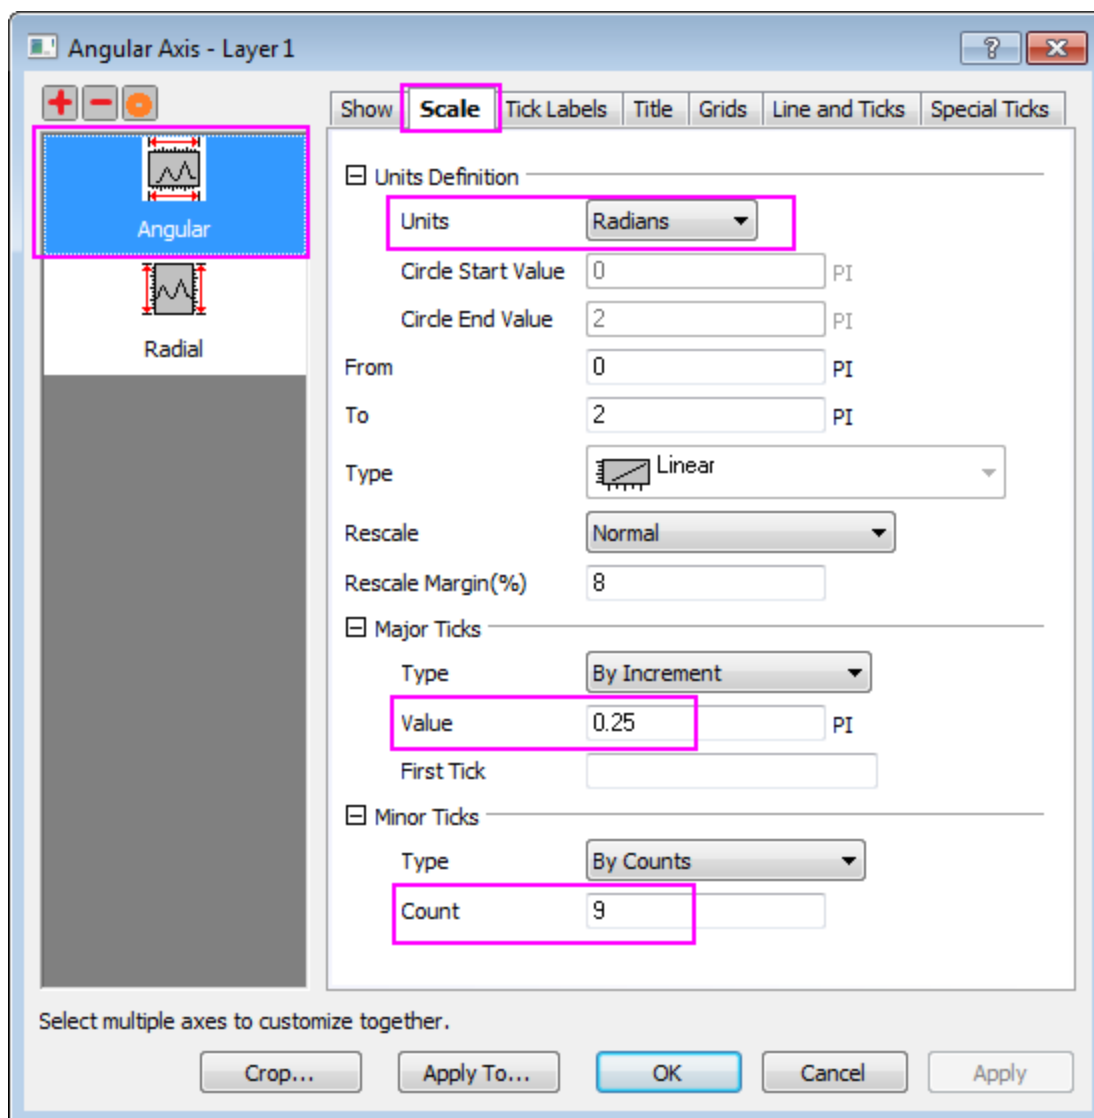 Angular Axis - Layer 1
Show Scale Tick Labels Title Grids Line and Ticks Special Ticks
Angular
Radial
Units Definition
Units Radians
Circle Start Value 0 PI
Circle End Value 2 PI
From 0 PI
To 2 PI
Type Linear
Rescale Normal
Rescale Margin(%) 8
Major Ticks
Type By Increment
Value 0.25 PI
First Tick
Minor Ticks
Type By Counts
Count 9
Select multiple axes to customize together.
Crop... Apply To... OK Cancel Apply